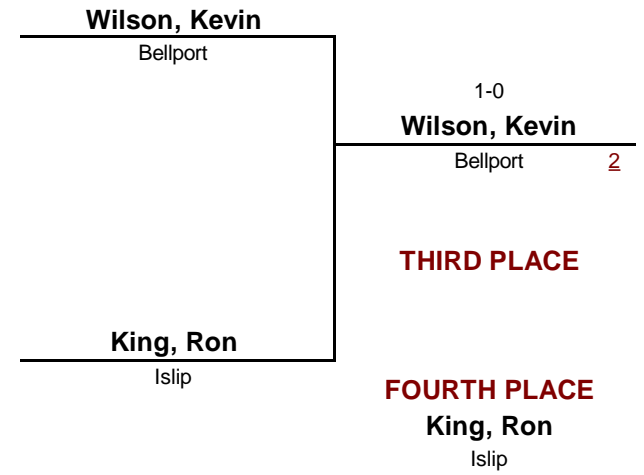 Wilson, Kevin
Bellport
1-0
Wilson, Kevin
Bellport 2
THIRD PLACE
King, Ron
Islip
FOURTH PLACE
King, Ron
Islip